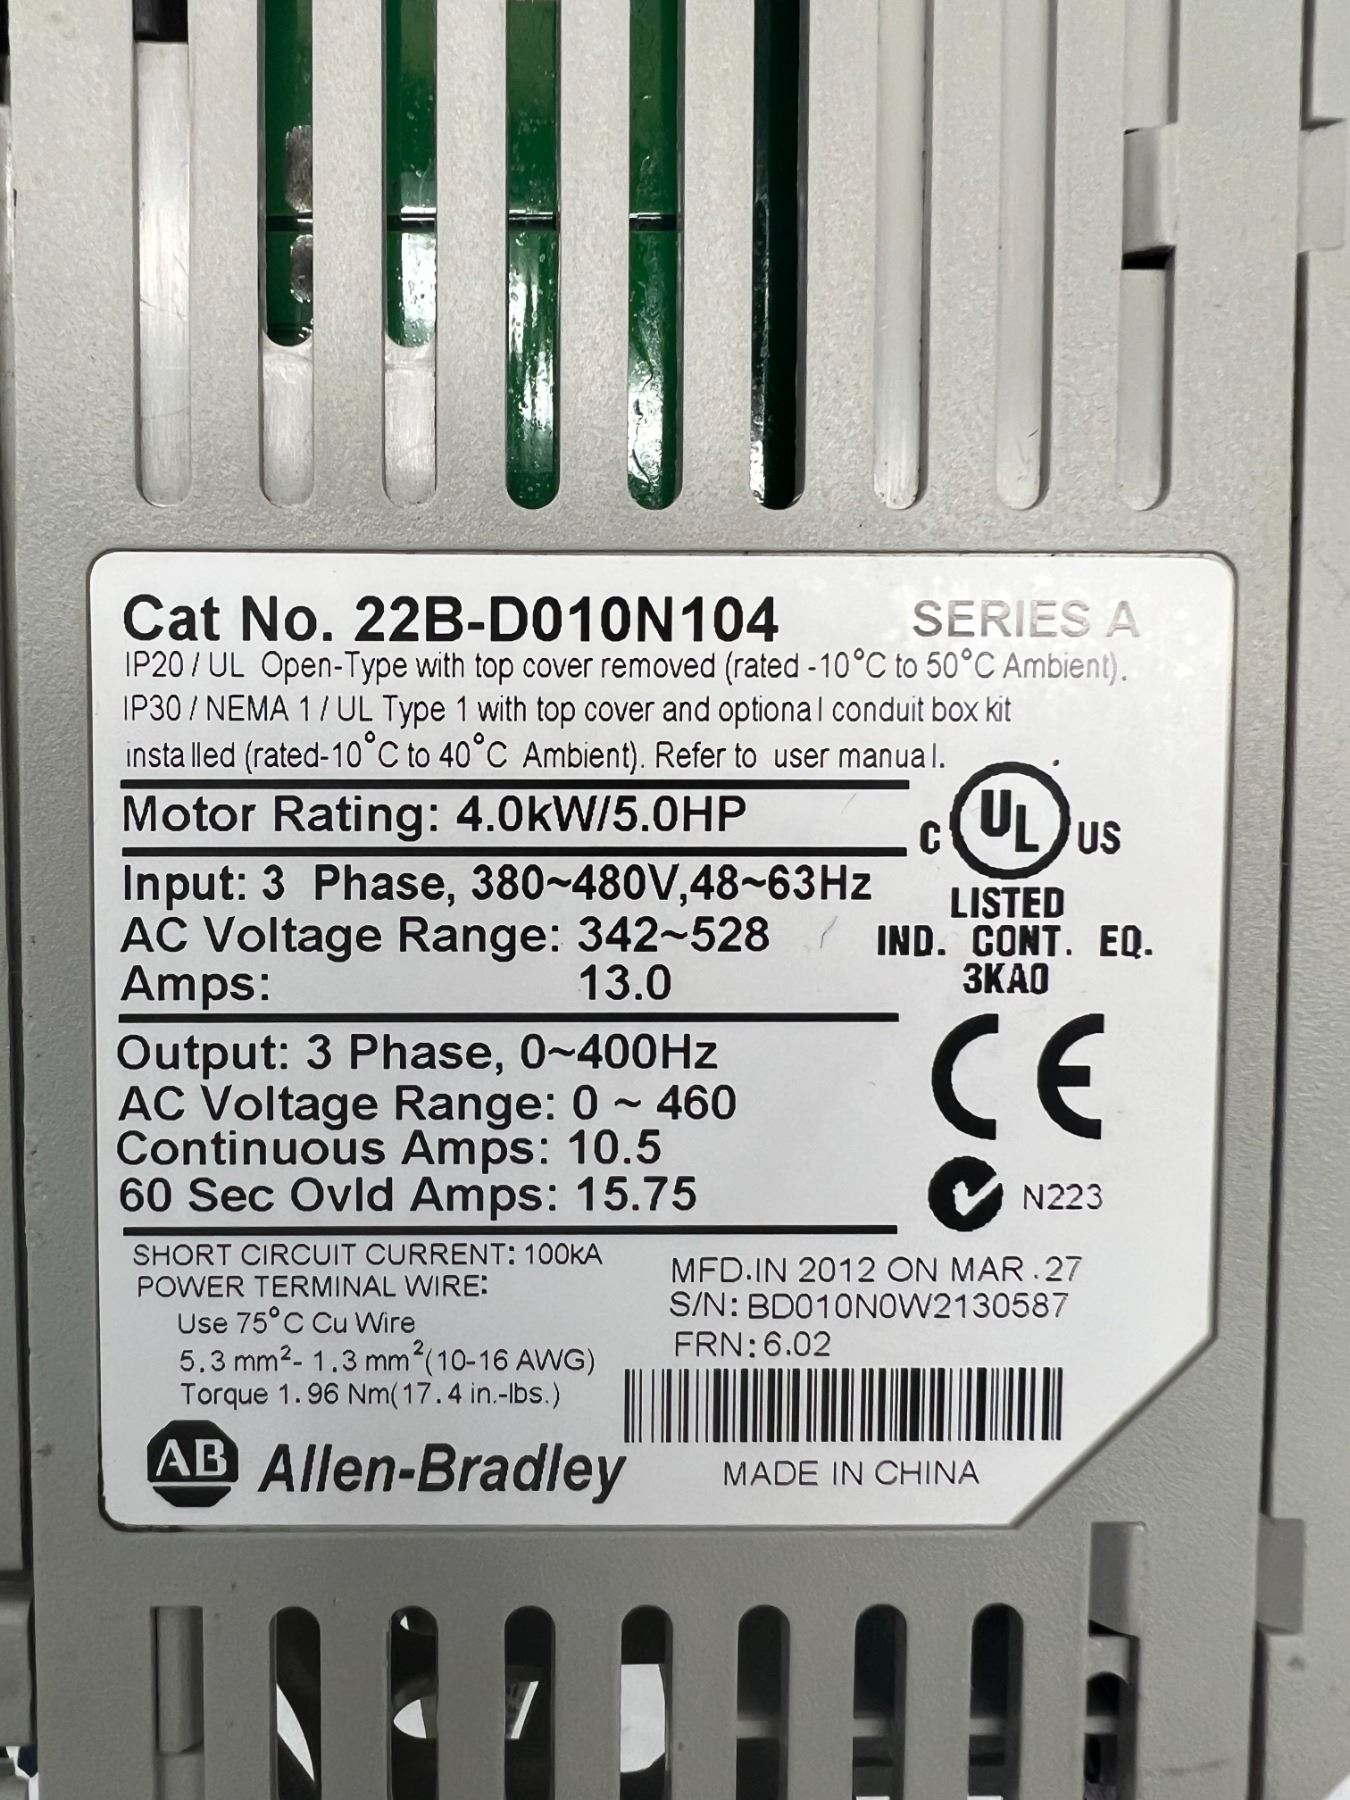 Cat No. 22B-D010N104 SERIES A
IP20 / UL Open-Type with top cover removed (rated -10°C to 50°C Ambient).
IP30 / NEMA 1 / UL Type 1 with top cover and optional conduit box kit
installed (rated-10°C to 40°C Ambient). Refer to user manual.
Motor Rating: 4.0kW/5.0HP
Input: 3 Phase, 380~480V,48~63Hz
AC Voltage Range: 342~528
Amps: 13.0
C UL US
LISTED
IND. CONT. EQ.
3KA0
Output: 3 Phase, 0~400Hz
AC Voltage Range: 0 ~ 460
Continuous Amps: 10.5
60 Sec Ovld Amps: 15.75
CE
N223
SHORT CIRCUIT CURRENT: 100kA
POWER TERMINAL WIRE:
Use 75°C Cu Wire
5.3 mm²- 1.3 mm²(10-16 AWG)
Torque 1.96 Nm(17.4 in.-lbs.)
MFD.IN 2012 ON MAR.27
S/N: BD010N0W2130587
FRN: 6.02
AB Allen-Bradley
MADE IN CHINA